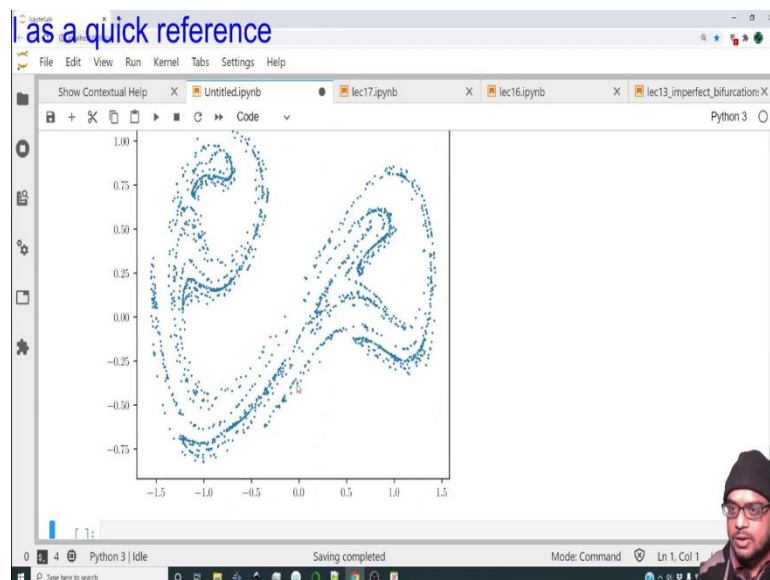 JupyterLab
I as a quick reference
File Edit View Run Kernel Tabs Settings Help
Show Contextual Help X Untitled.ipynb lec17.ipynb X lec16.ipynb X lec13_imperfect_bifurcation: X
Code Python 3
1.00
0.75
0.50
0.25
0.00
−0.25
−0.50
−0.75
−1.5 −1.0 −0.5 0.0 0.5 1.0 1.5
[ ]:
0 4 Python 3 | Idle Saving completed Mode: Command Ln 1, Col 1
Type here to search